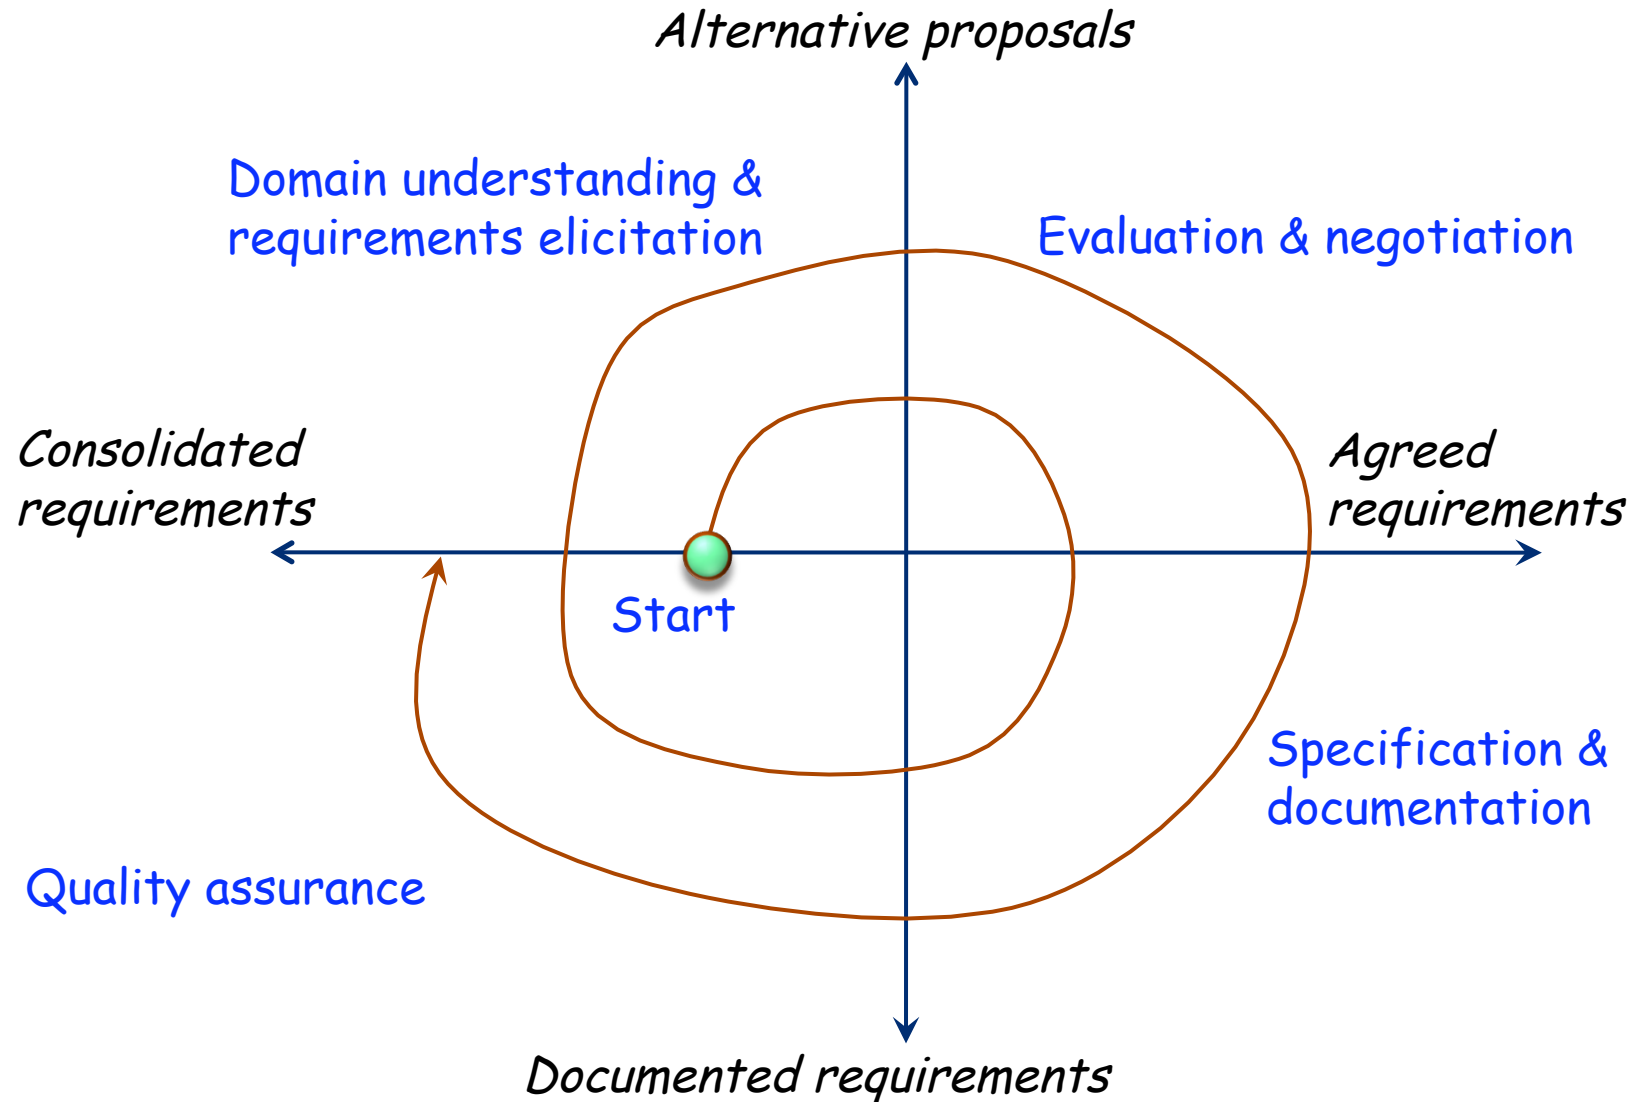 Alternative proposals
Domain understanding &
requirements elicitation
Evaluation & negotiation
Consolidated
requirements
Agreed
requirements
Start
Specification &
documentation
Quality assurance
Documented requirements